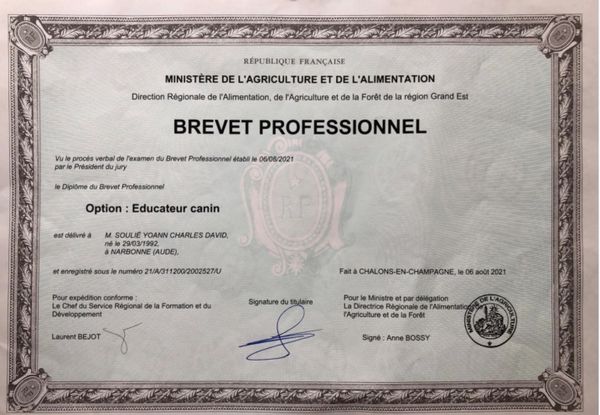 RÉPUBLIQUE FRANÇAISE
MINISTÈRE DE L'AGRICULTURE ET DE L'ALIMENTATION
Direction Régionale de l'Alimentation, de l'Agriculture et de la Forêt de la région Grand Est
BREVET PROFESSIONNEL
Vu le procès verbal de l'examen du Brevet Professionnel établi le 06/08/2021
par le Président du jury
le Diplôme du Brevet Professionnel
Option : Educateur canin
est délivré à M. SOULIÉ YOANN CHARLES DAVID,
né le 29/03/1992,
à NARBONNE (AUDE),
et enregistré sous le numéro 21/A/311200/2002527/U
Fait à CHALONS-EN-CHAMPAGNE, le 06 août 2021
Pour expédition conforme :
Le Chef du Service Régional de la Formation et du
Développement
Laurent BEJOT
Signature du titulaire
Pour le Ministre et par délégation
La Directrice Régionale de l'Alimentation,
l'Agriculture et de la Forêt
Signé : Anne BOSSY
MINISTÈRE DE L'AGRICULTURE
RP